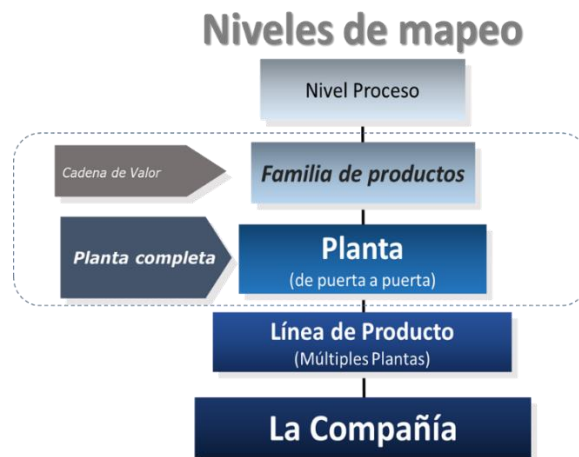 Niveles de mapeo
Nivel Proceso
Cadena de Valor
Familia de productos
Planta completa
Planta
(de puerta a puerta)
Línea de Producto
(Múltiples Plantas)
La Compañía